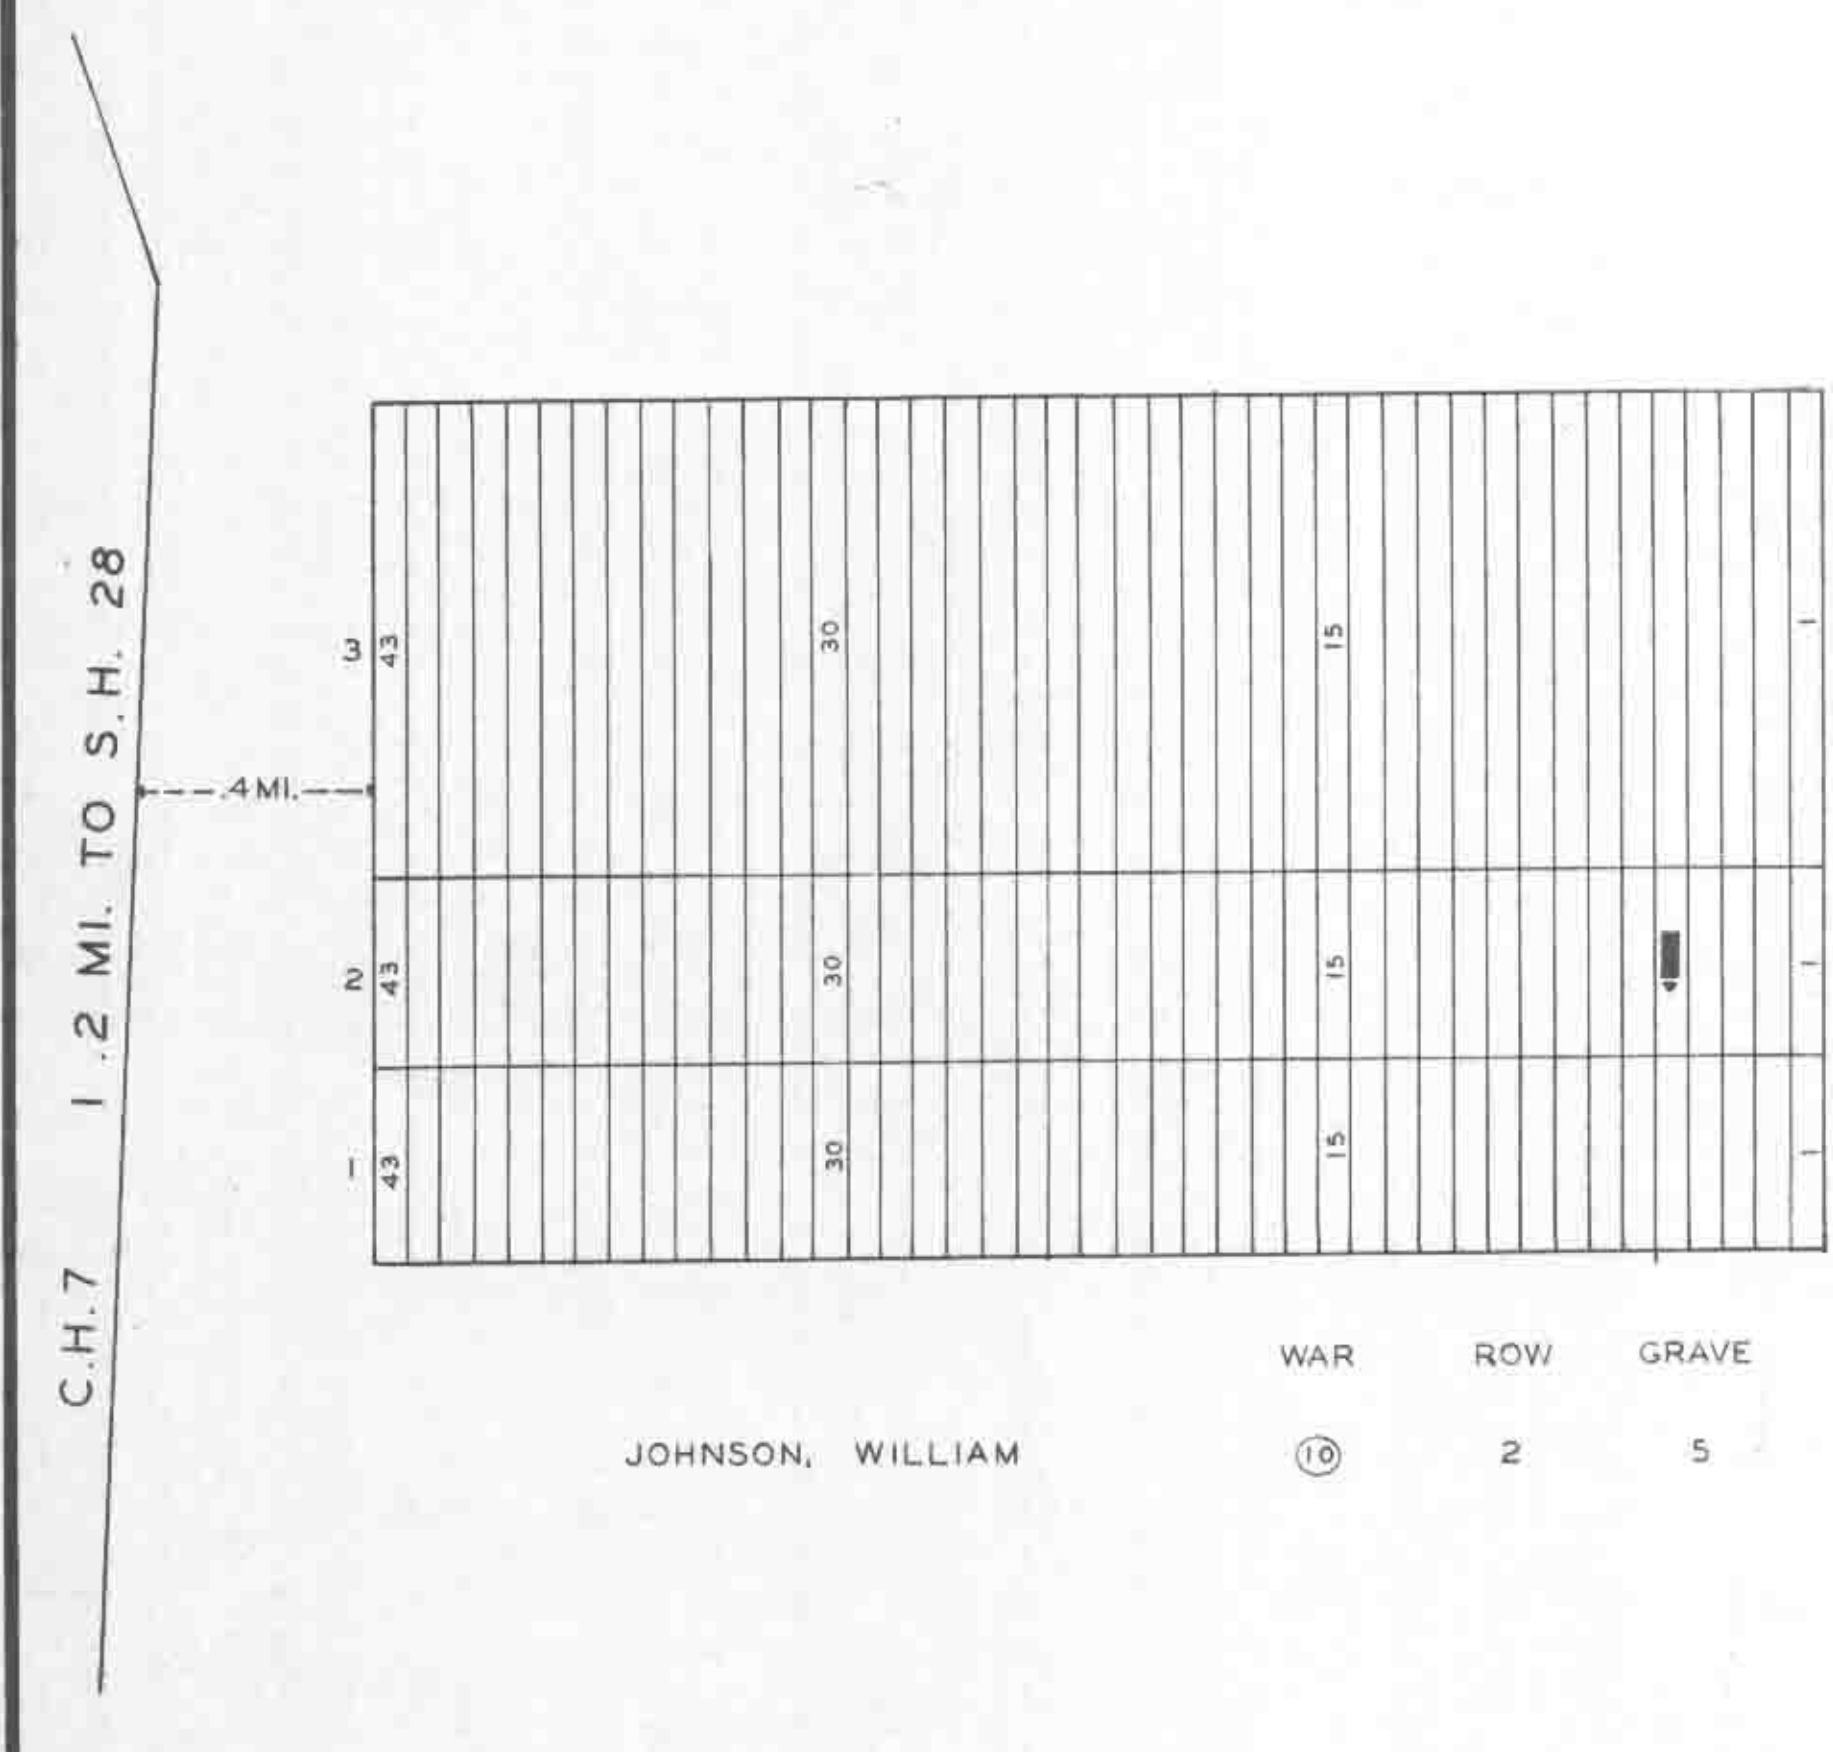 C.H.7 1.2 MI. TO S.H. 28
.4 MI.
3 43 30 15 1
2 43 30 15 1
1 43 30 15 1
WAR ROW GRAVE
JOHNSON, WILLIAM 10 2 5